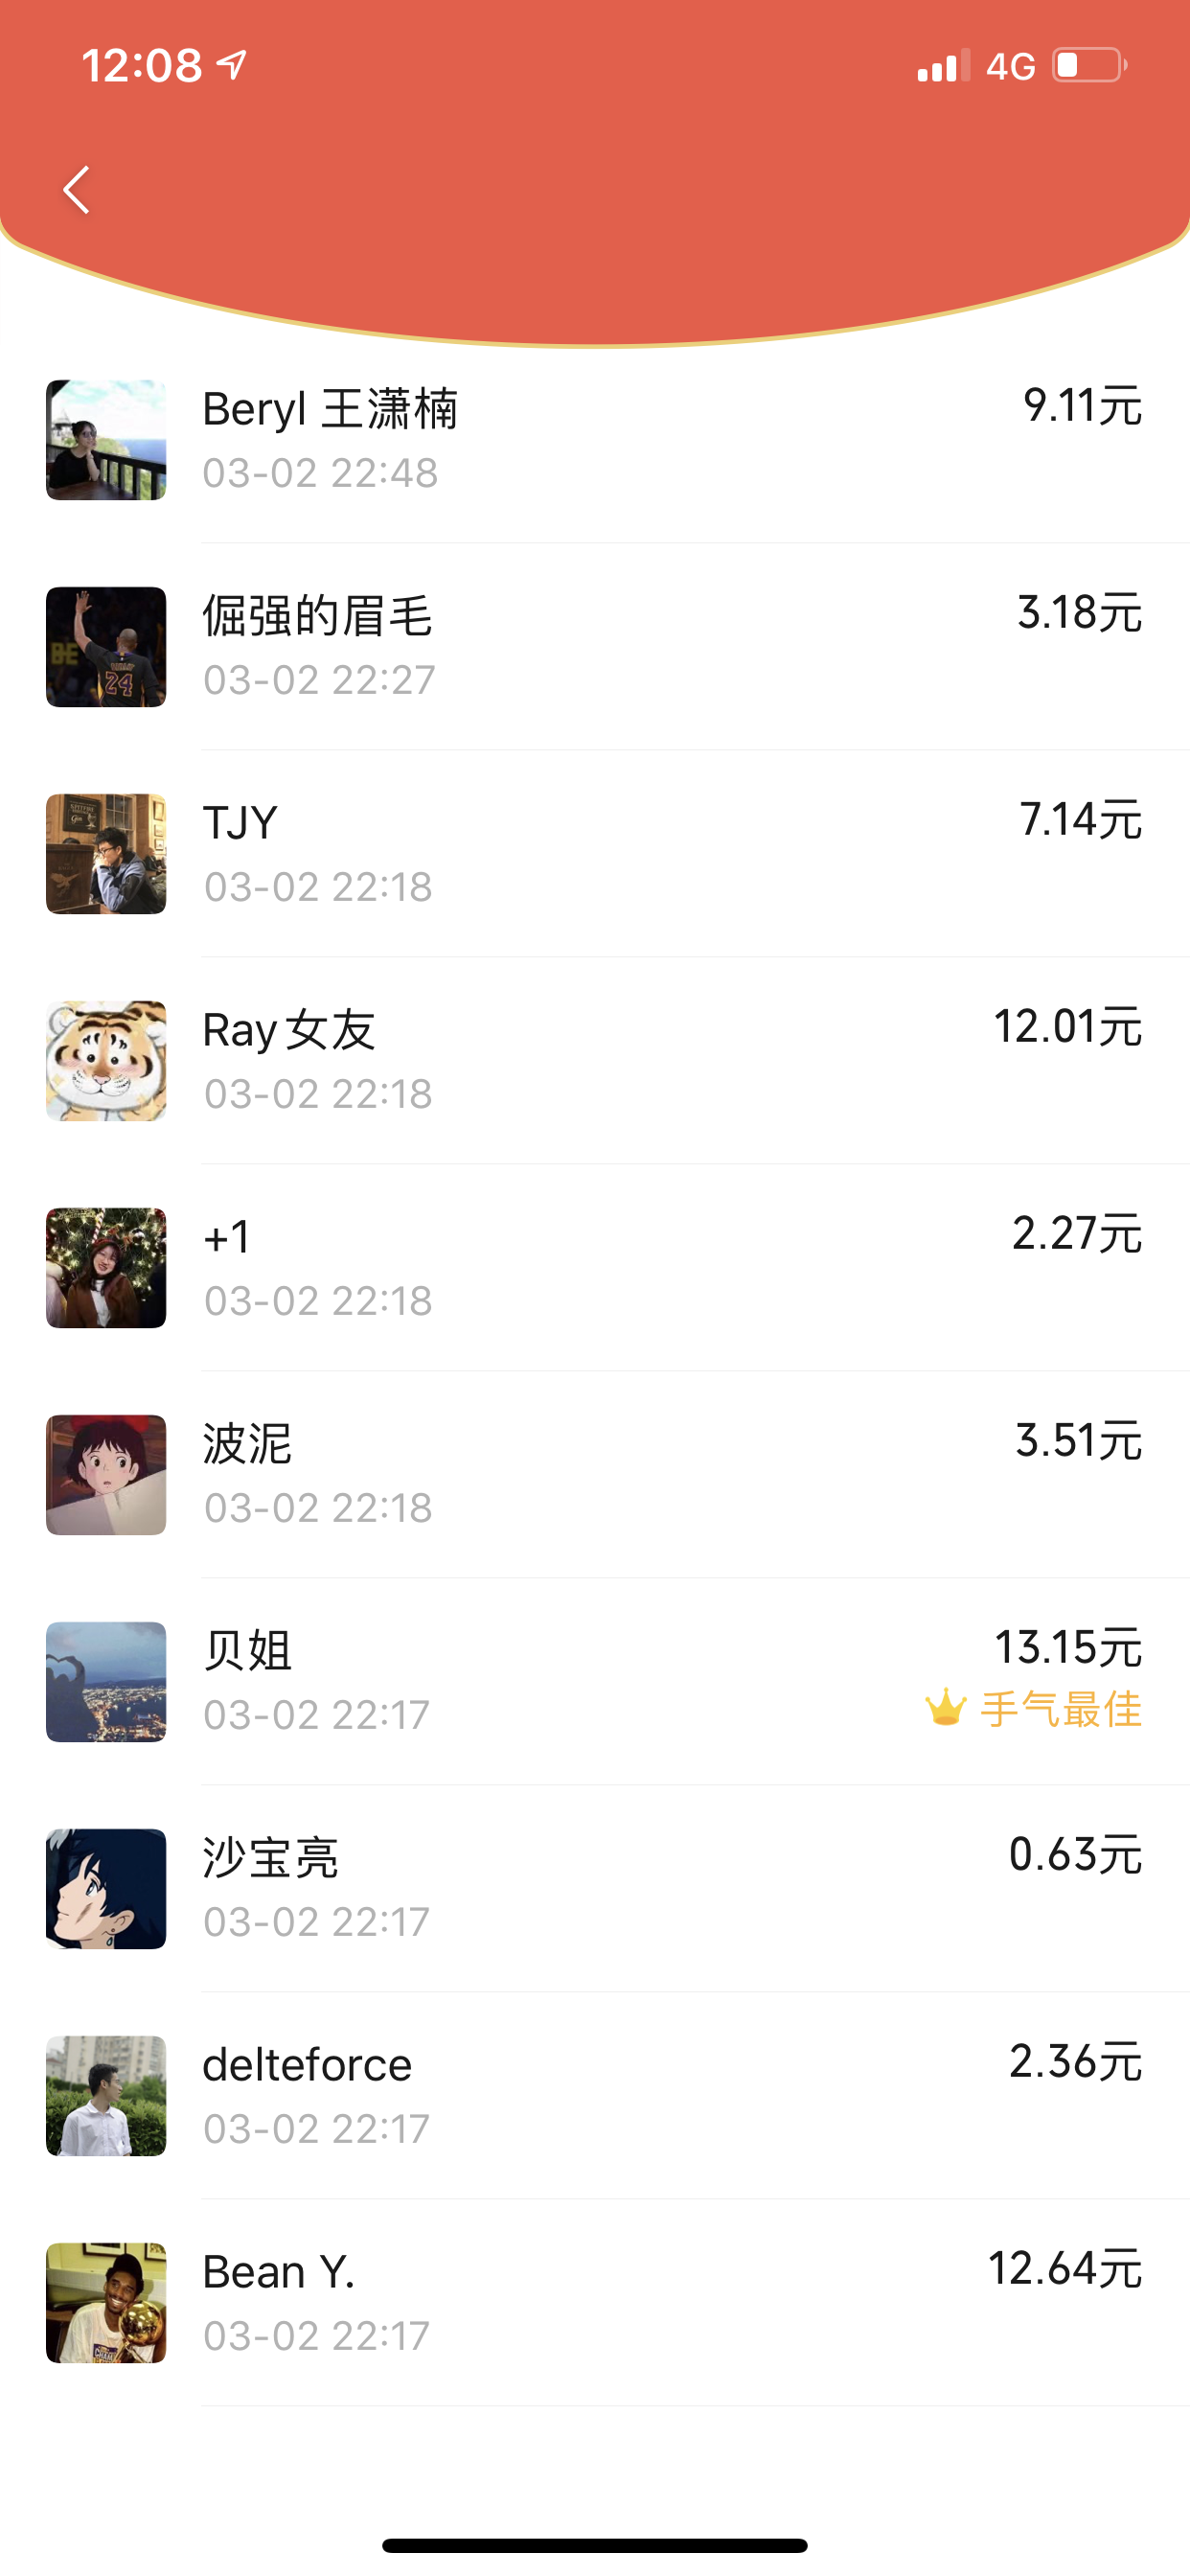 12:08
4G
Beryl 王潇楠
9.11元
03-02 22:48
倔强的眉毛
3.18元
03-02 22:27
TJY
7.14元
03-02 22:18
Ray女友
12.01元
03-02 22:18
+1
2.27元
03-02 22:18
波泥
3.51元
03-02 22:18
贝姐
13.15元
03-02 22:17
手气最佳
沙宝亮
0.63元
03-02 22:17
delteforce
2.36元
03-02 22:17
Bean Y.
12.64元
03-02 22:17